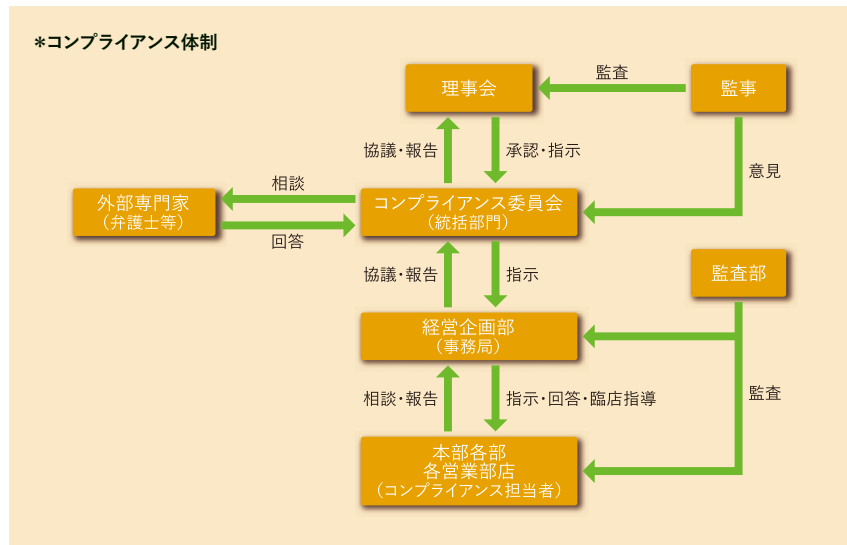 ＊コンプライアンス体制
理事会
監査
監事
協議・報告
承認・指示
意見
外部専門家
（弁護士等）
相談
回答
コンプライアンス委員会
（統括部門）
協議・報告
指示
監査部
経営企画部
（事務局）
相談・報告
指示・回答・臨店指導
監査
本部各部
各営業部店
（コンプライアンス担当者）